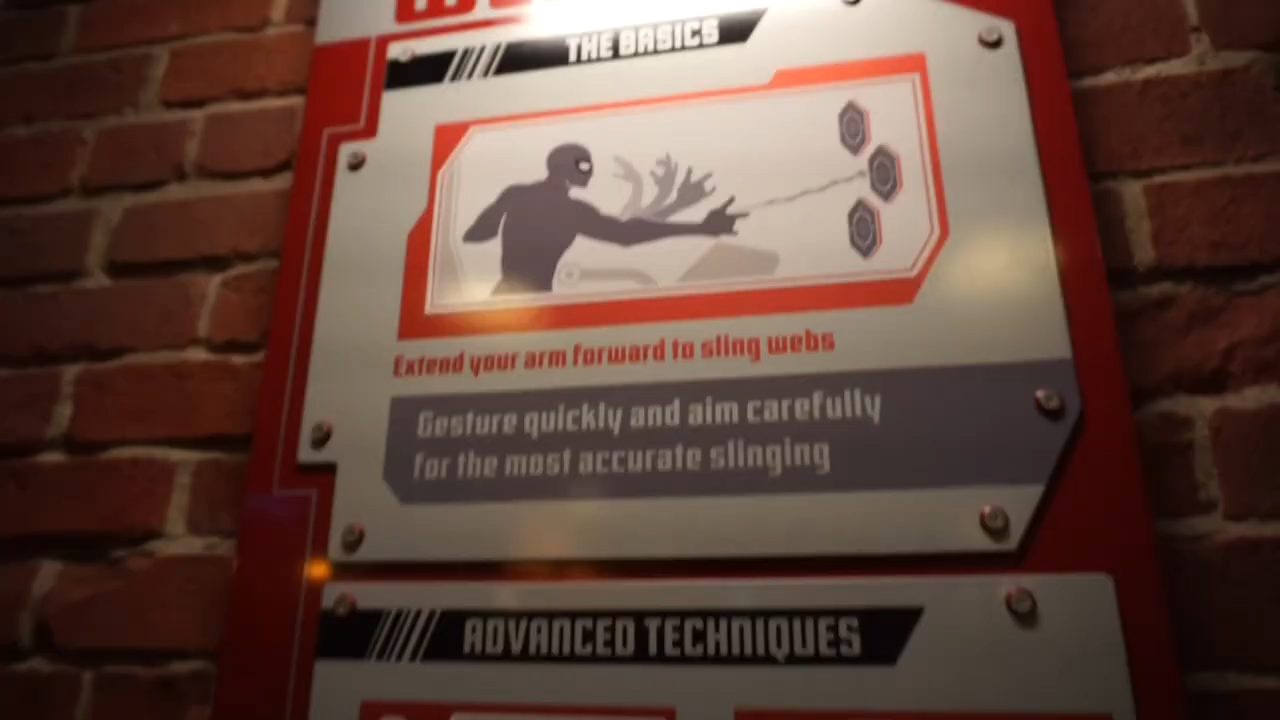 THE BASICS
Extend your arm forward to sling webs
Gesture quickly and aim carefully
for the most accurate slinging
ADVANCED TECHNIQUES